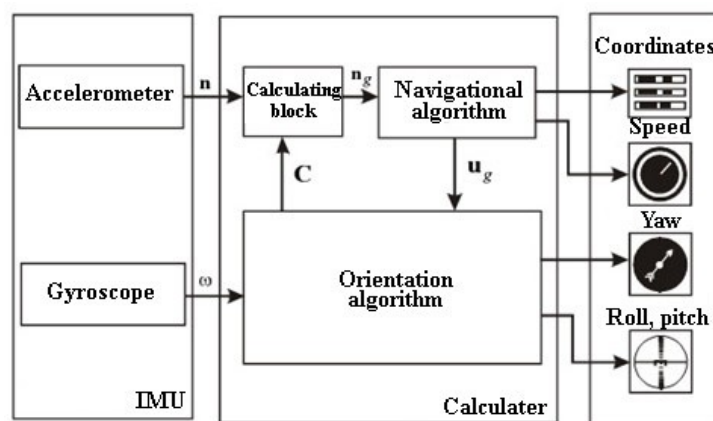 Accelerometer
n
Gyroscope
ω
IMU
Calculating
block
n g
Navigational
algorithm
C
u g
Orientation
algorithm
Calculater
Coordinates
Speed
Yaw
Roll, pitch